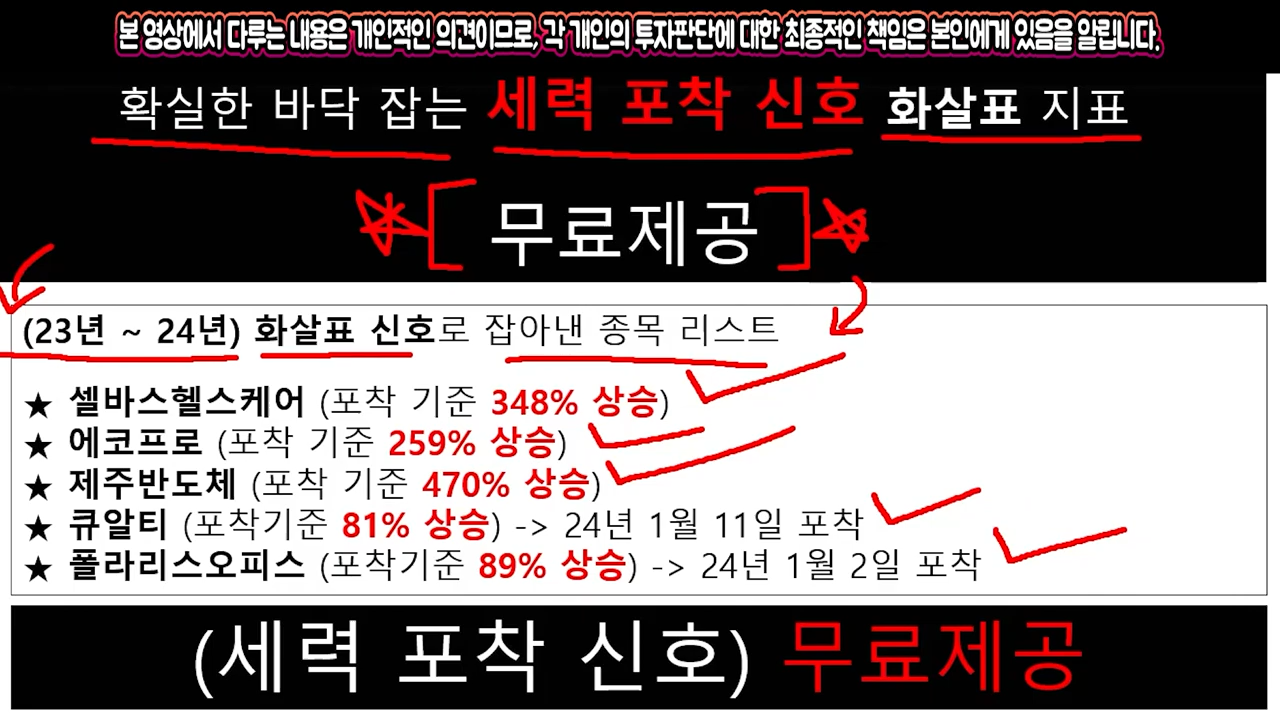 본 영상에서 다루는 내용은 개인적인 의견이므로, 각 개인의 투자판단에 대한 최종적인 책임은 본인에게 있음을 알립니다.
확실한 바닥 잡는 세력 포착 신호 화살표 지표
[무료제공]
(23년 ~ 24년) 화살표 신호로 잡아낸 종목 리스트
★ 셀바스헬스케어 (포착 기준 348% 상승)
★ 에코프로 (포착 기준 259% 상승)
★ 제주반도체 (포착 기준 470% 상승)
★ 큐알티 (포착기준 81% 상승) -> 24년 1월 11일 포착
★ 폴라리스오피스 (포착기준 89% 상승) -> 24년 1월 2일 포착
(세력 포착 신호) 무료제공